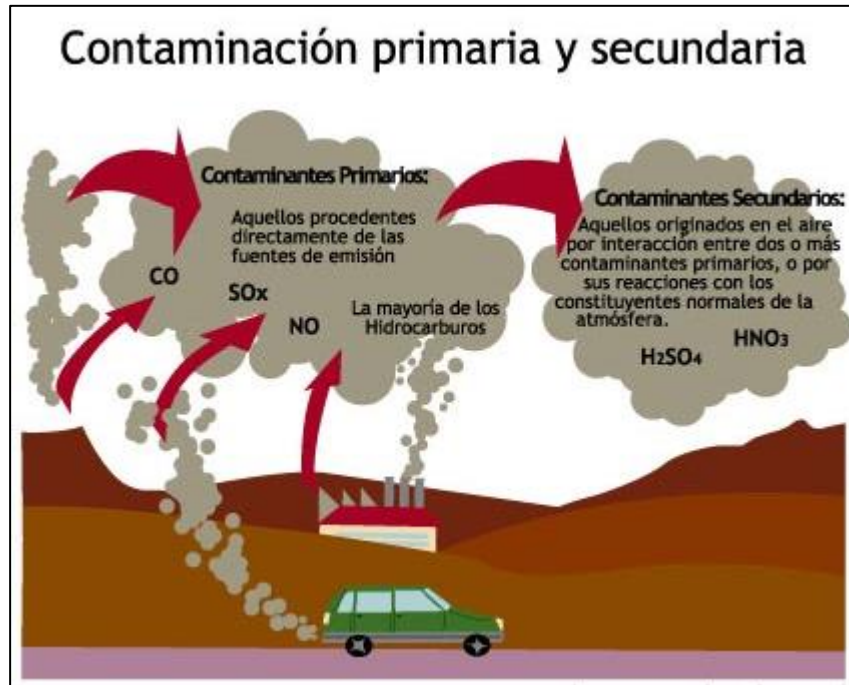 Contaminación primaria y secundaria
Contaminantes Primarios:
Aquellos procedentes
directamente de las
fuentes de emisión
CO
SOx
NO
La mayoría de los
Hidrocarburos
Contaminantes Secundarios:
Aquellos originados en el aire
por interacción entre dos o más
contaminantes primarios, o por
sus reacciones con los
constituyentes normales de la
atmósfera.
H₂SO₄
HNO₃